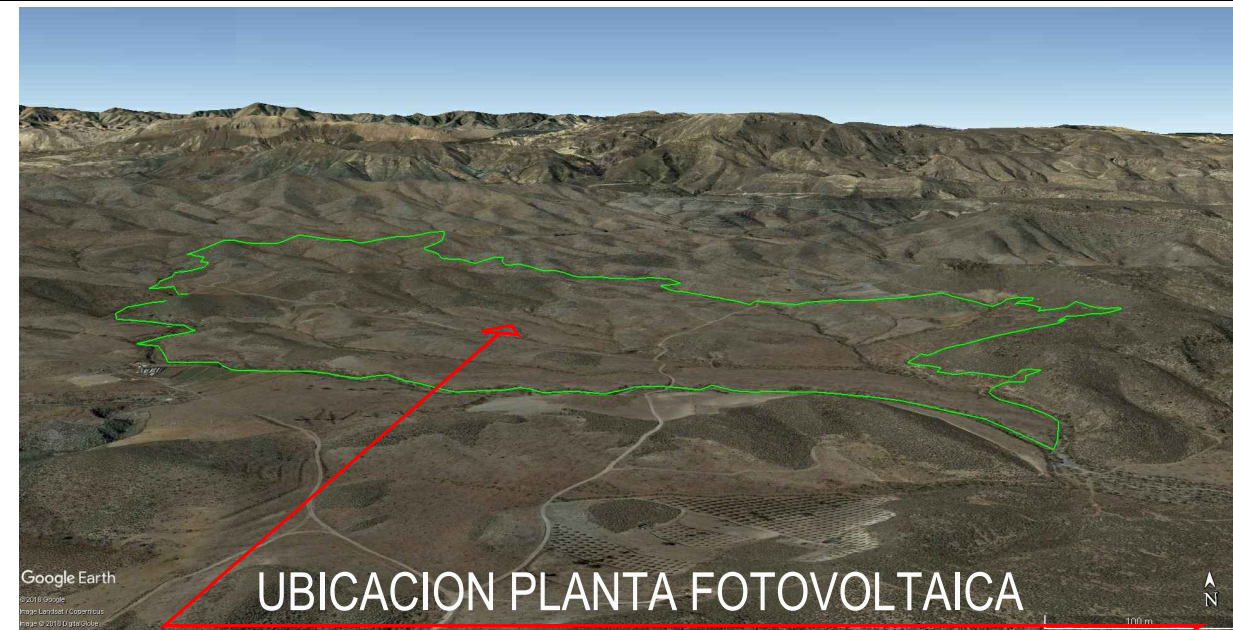 Google Earth
© 2018 Google
Image Landsat / Copernicus
Image © 2018 DigitalGlobe
UBICACION PLANTA FOTOVOLTAICA
N
100 m